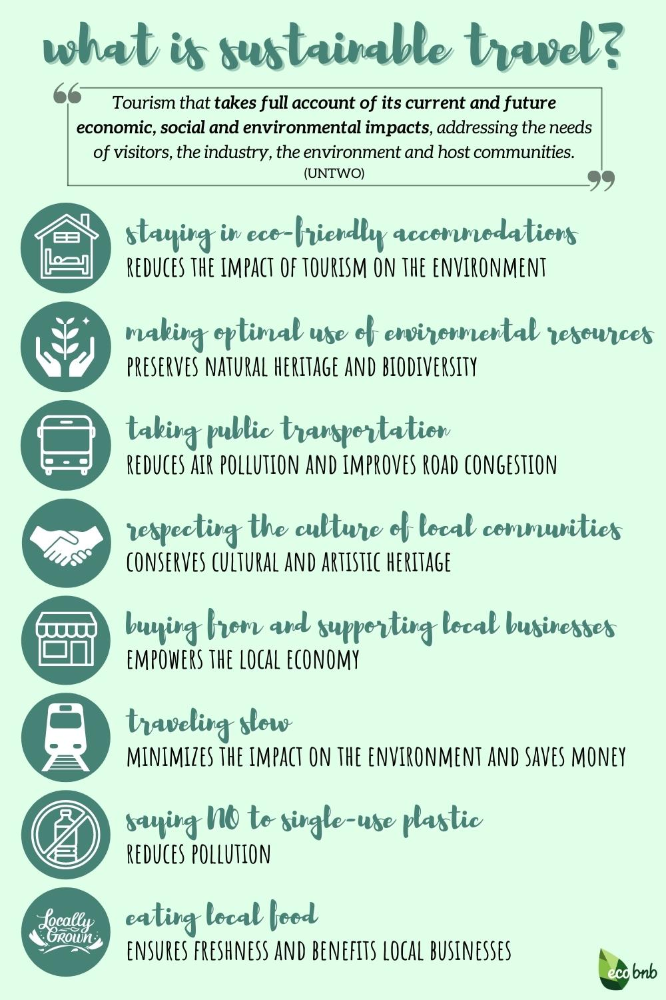 what is sustainable travel?
“
Tourism that takes full account of its current and future
economic, social and environmental impacts, addressing the needs
of visitors, the industry, the environment and host communities.
(UNTWO)
”
staying in eco-friendly accommodations
REDUCES THE IMPACT OF TOURISM ON THE ENVIRONMENT
making optimal use of environmental resources
PRESERVES NATURAL HERITAGE AND BIODIVERSITY
taking public transportation
REDUCES AIR POLLUTION AND IMPROVES ROAD CONGESTION
respecting the culture of local communities
CONSERVES CULTURAL AND ARTISTIC HERITAGE
buying from and supporting local businesses
EMPOWERS THE LOCAL ECONOMY
traveling slow
MINIMIZES THE IMPACT ON THE ENVIRONMENT AND SAVES MONEY
saying NO to single-use plastic
REDUCES POLLUTION
Locally
Grown
eating local food
ENSURES FRESHNESS AND BENEFITS LOCAL BUSINESSES
ecobnb